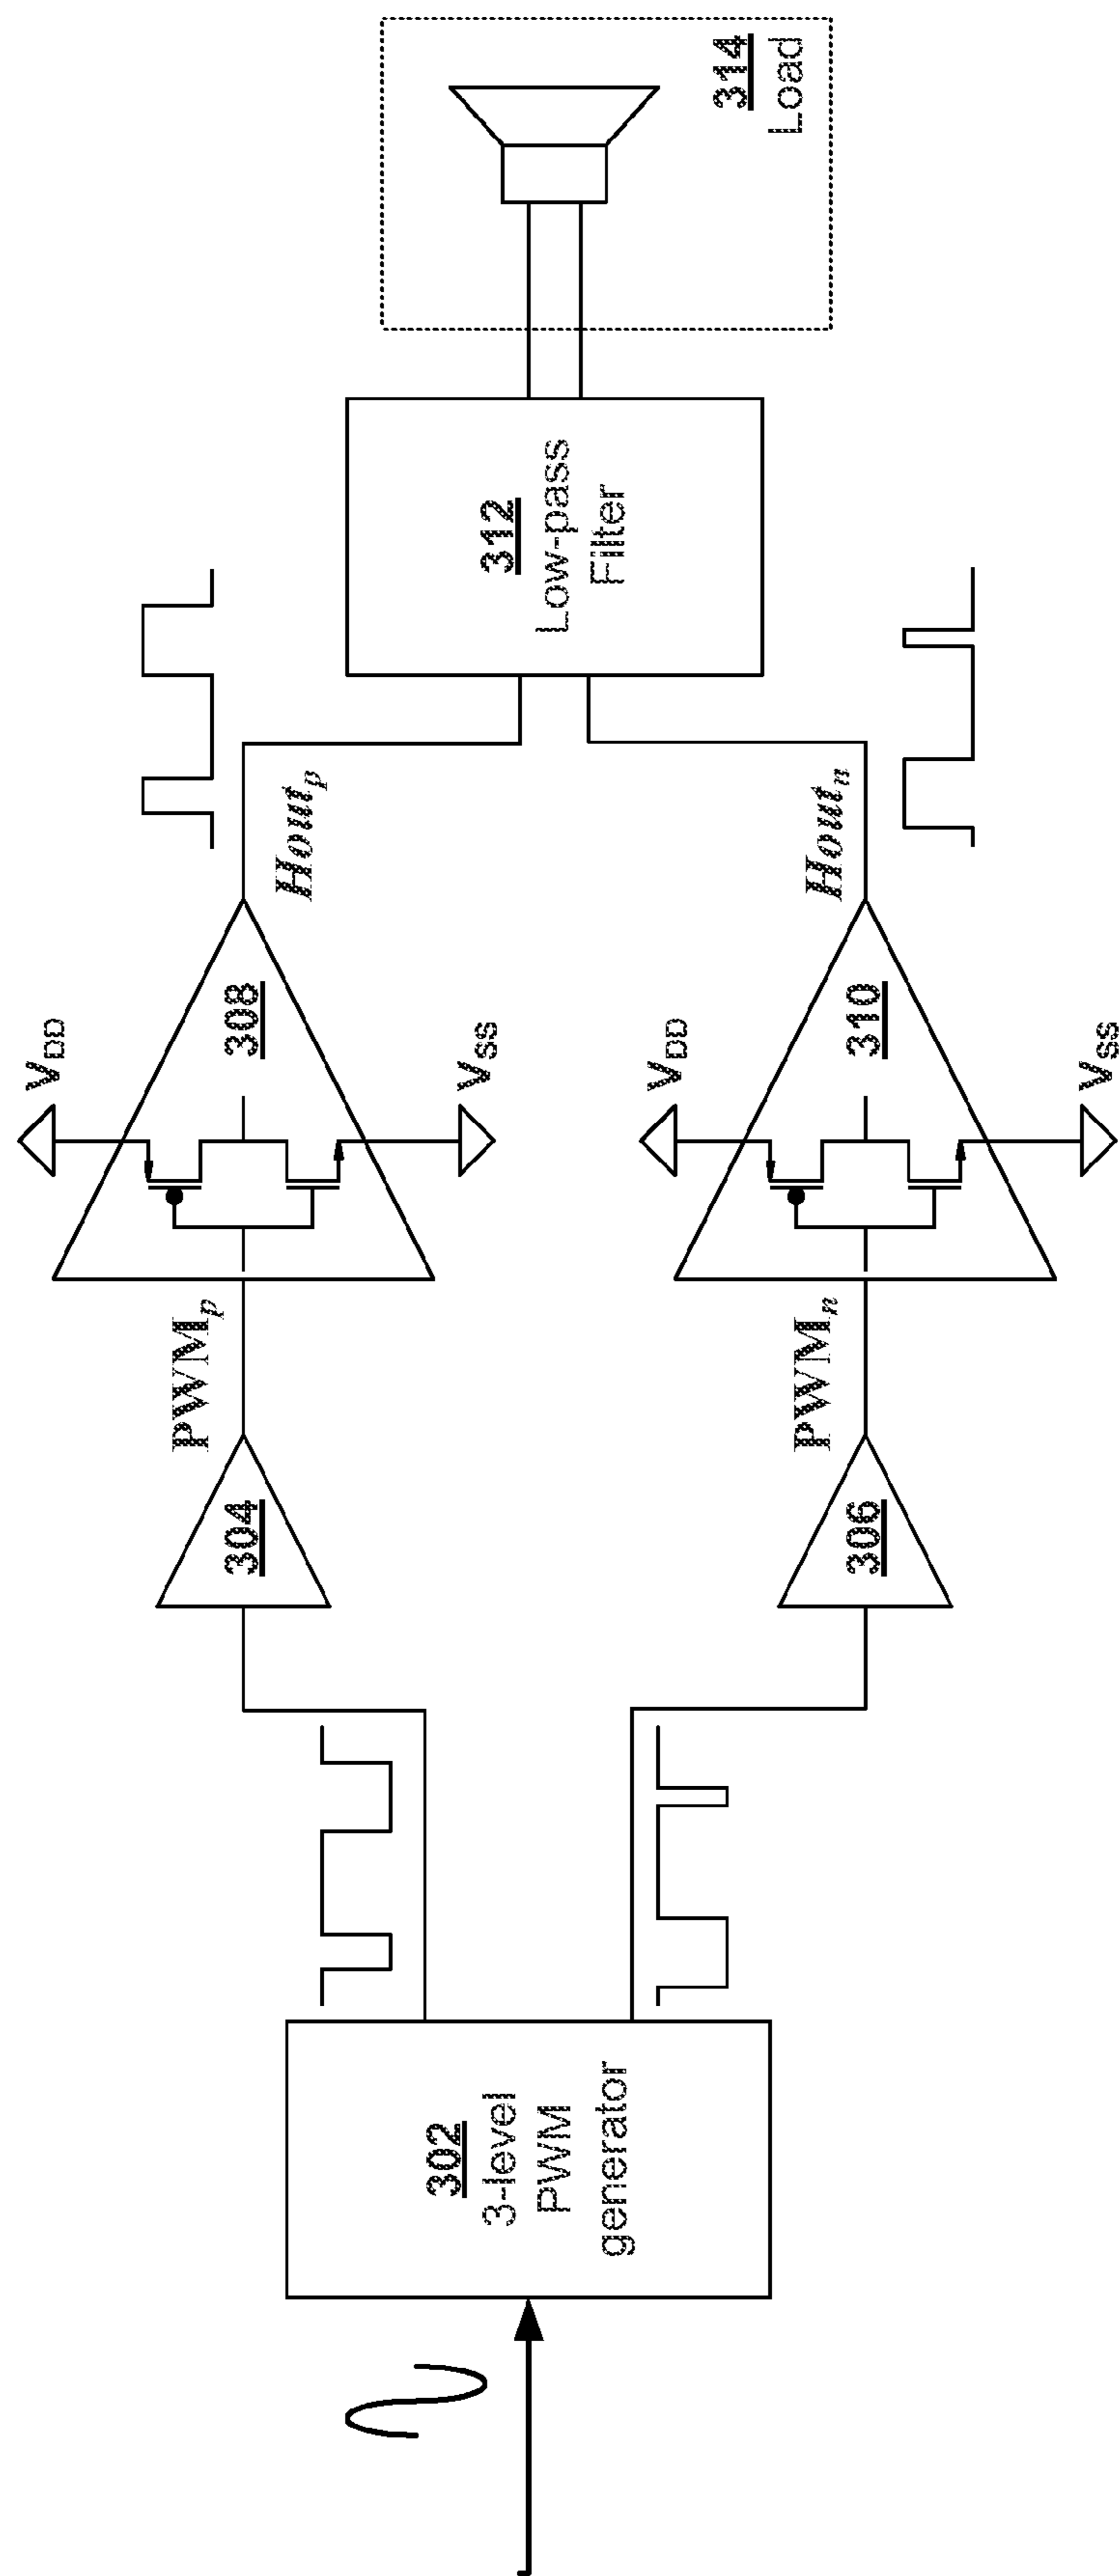 302
3-level
PWM
generator
304
PWMp
VDD
308
VSS
Houtp
306
PWMn
VDD
310
VSS
Houtn
312
Low-pass
Filter
314
Load